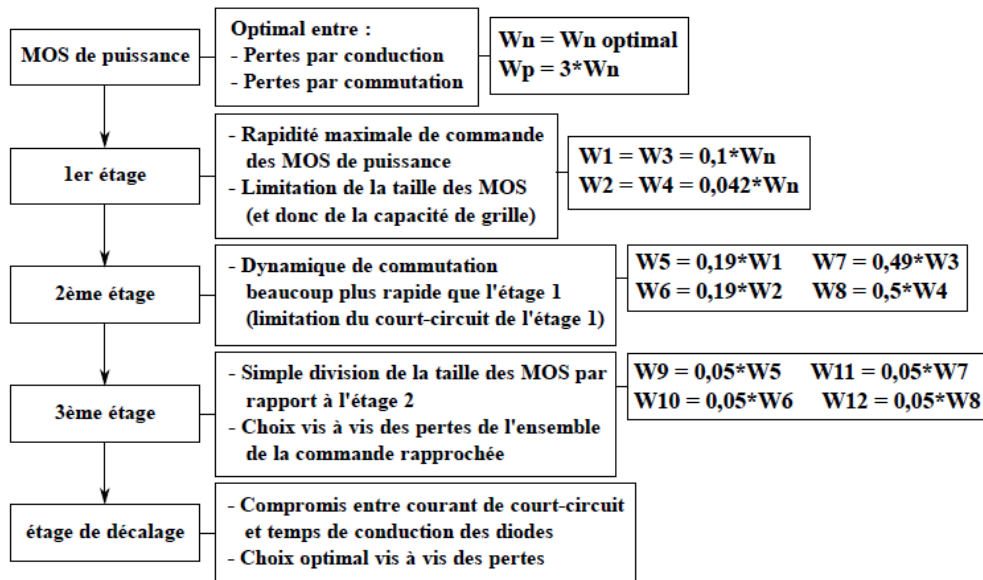 MOS de puissance
Optimal entre :
- Pertes par conduction
- Pertes par commutation
Wn = Wn optimal
Wp = 3*Wn
1er étage
- Rapidité maximale de commande
des MOS de puissance
- Limitation de la taille des MOS
(et donc de la capacité de grille)
W1 = W3 = 0,1*Wn
W2 = W4 = 0,042*Wn
2ème étage
- Dynamique de commutation
beaucoup plus rapide que l'étage 1
(limitation du court-circuit de l'étage 1)
W5 = 0,19*W1 W7 = 0,49*W3
W6 = 0,19*W2 W8 = 0,5*W4
3ème étage
- Simple division de la taille des MOS par
rapport à l'étage 2
- Choix vis à vis des pertes de l'ensemble
de la commande rapprochée
W9 = 0,05*W5 W11 = 0,05*W7
W10 = 0,05*W6 W12 = 0,05*W8
étage de décalage
- Compromis entre courant de court-circuit
et temps de conduction des diodes
- Choix optimal vis à vis des pertes